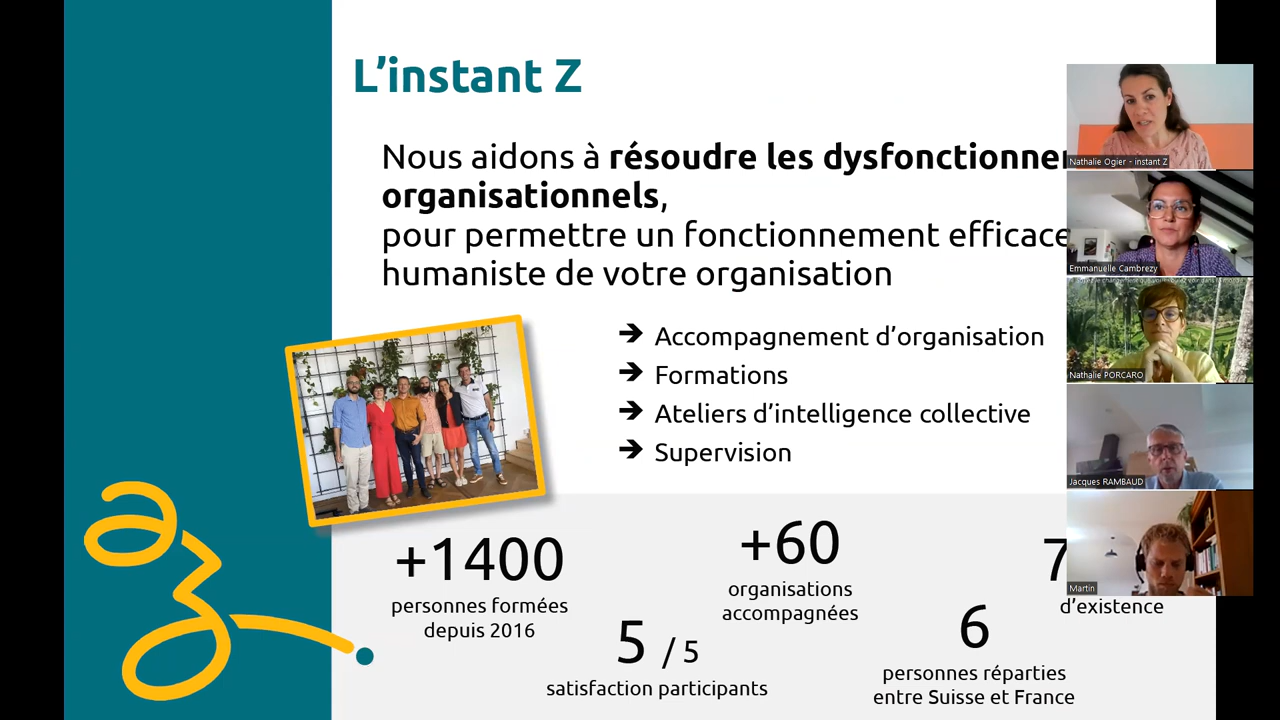 L’instant Z
Nous aidons à résoudre les dysfonctionne
organisationnels,
pour permettre un fonctionnement efficace
humaniste de votre organisation
➔ Accompagnement d’organisation
➔ Formations
➔ Ateliers d’intelligence collective
➔ Supervision
+1400
personnes formées
depuis 2016
5 / 5
satisfaction participants
+60
organisations
accompagnées
6
personnes réparties
entre Suisse et France
7
d’existence
Nathalie Ogier - instant Z
Emmanuelle Cambrezy
Nathalie PORCARO
Jacques RAMBAUD
Martin